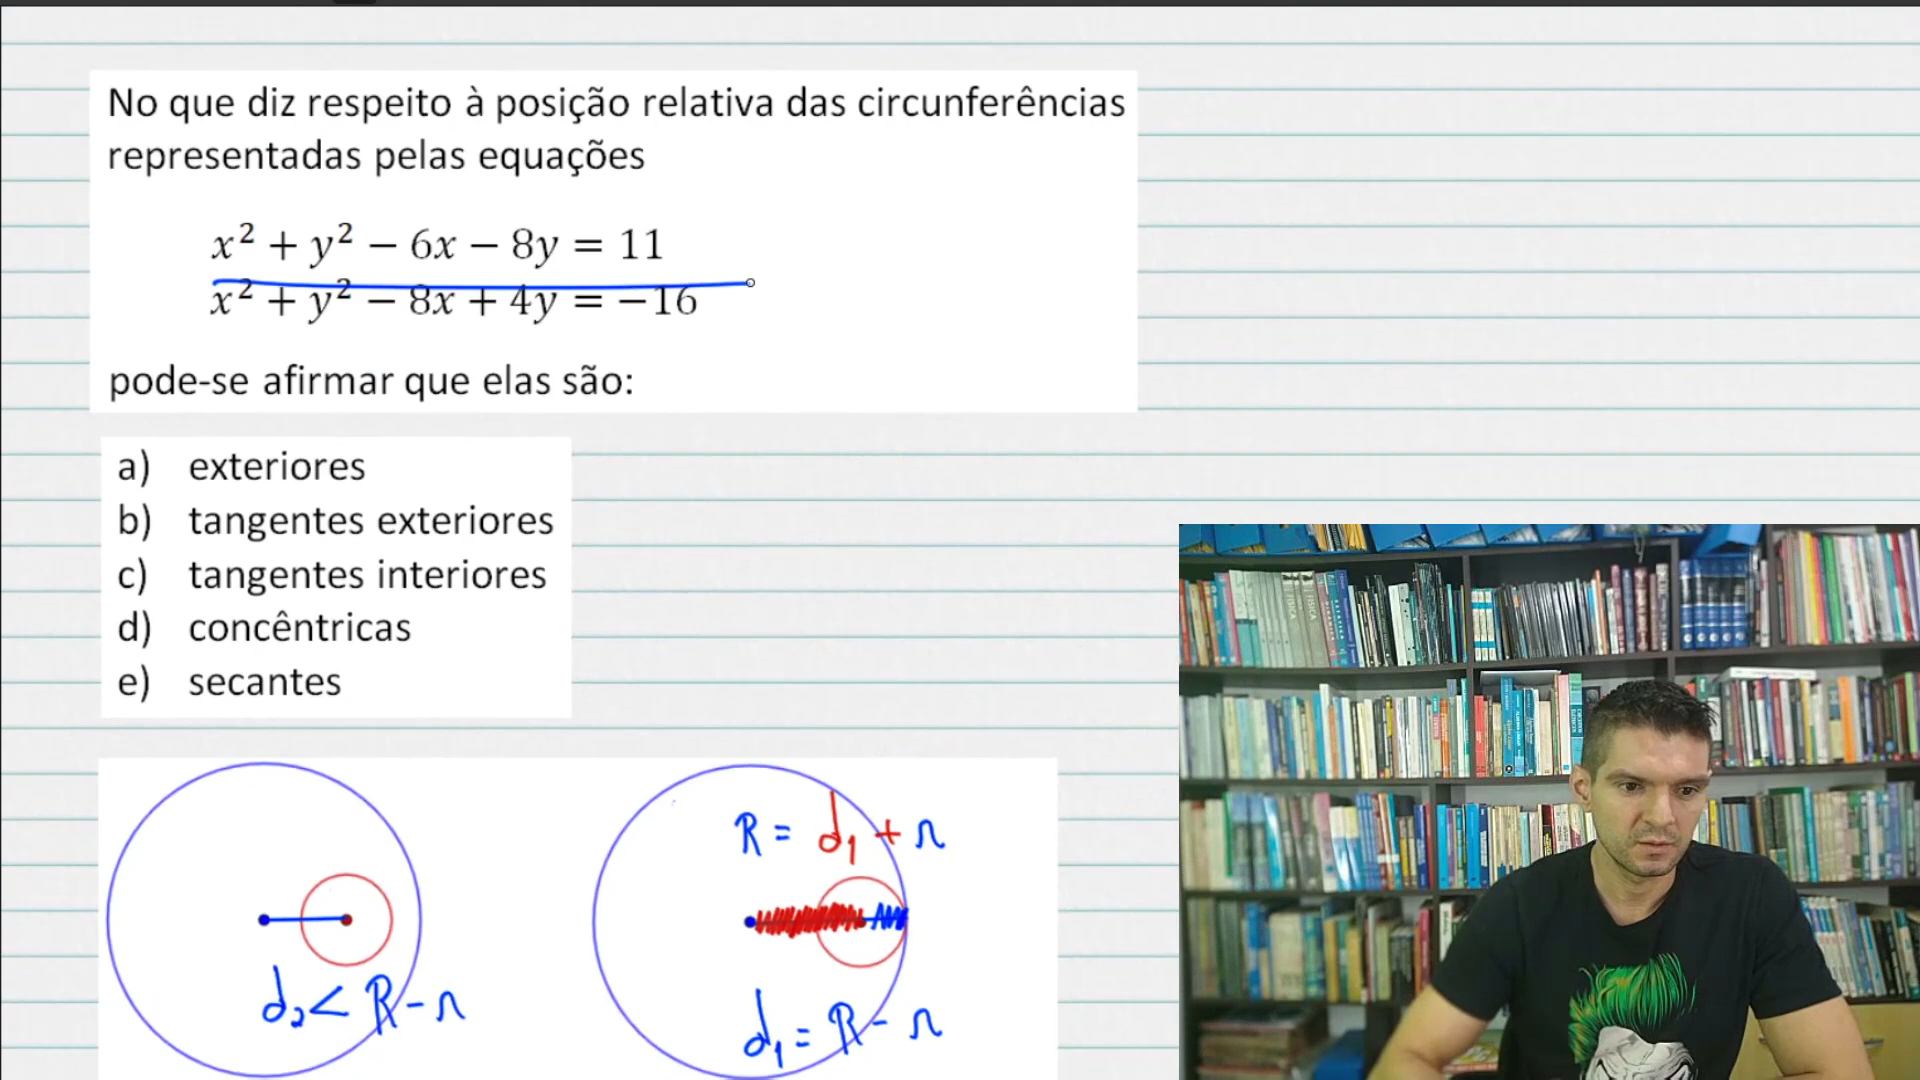 No que diz respeito à posição relativa das circunferências
representadas pelas equações
x² + y² − 6x − 8y = 11
x² + y² − 8x + 4y = −16
pode-se afirmar que elas são:
a) exteriores
b) tangentes exteriores
c) tangentes interiores
d) concêntricas
e) secantes
R = d₁ + r
d₂ < R − r
d₁ = R − r